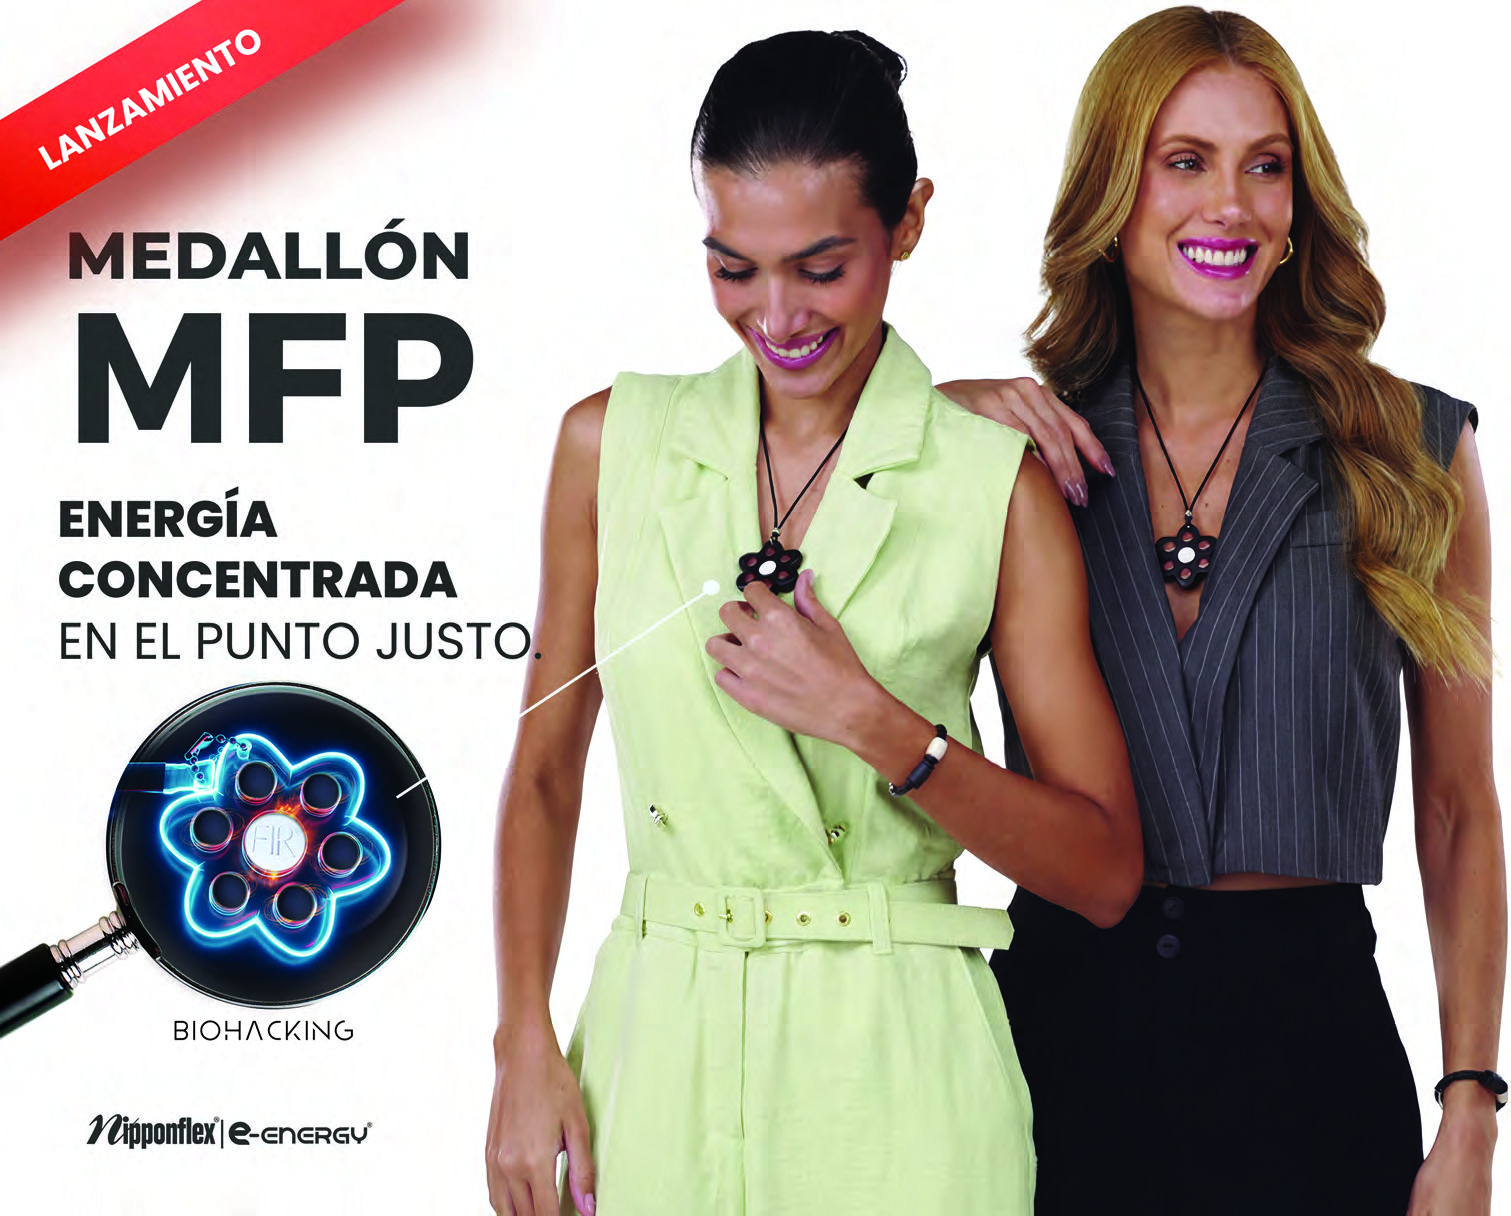 LANZAMIENTO
MEDALLÓN
MFP
ENERGÍA
CONCENTRADA
EN EL PUNTO JUSTO.
FIR
BIOHACKING
nipponflex® | e-ENERGY®